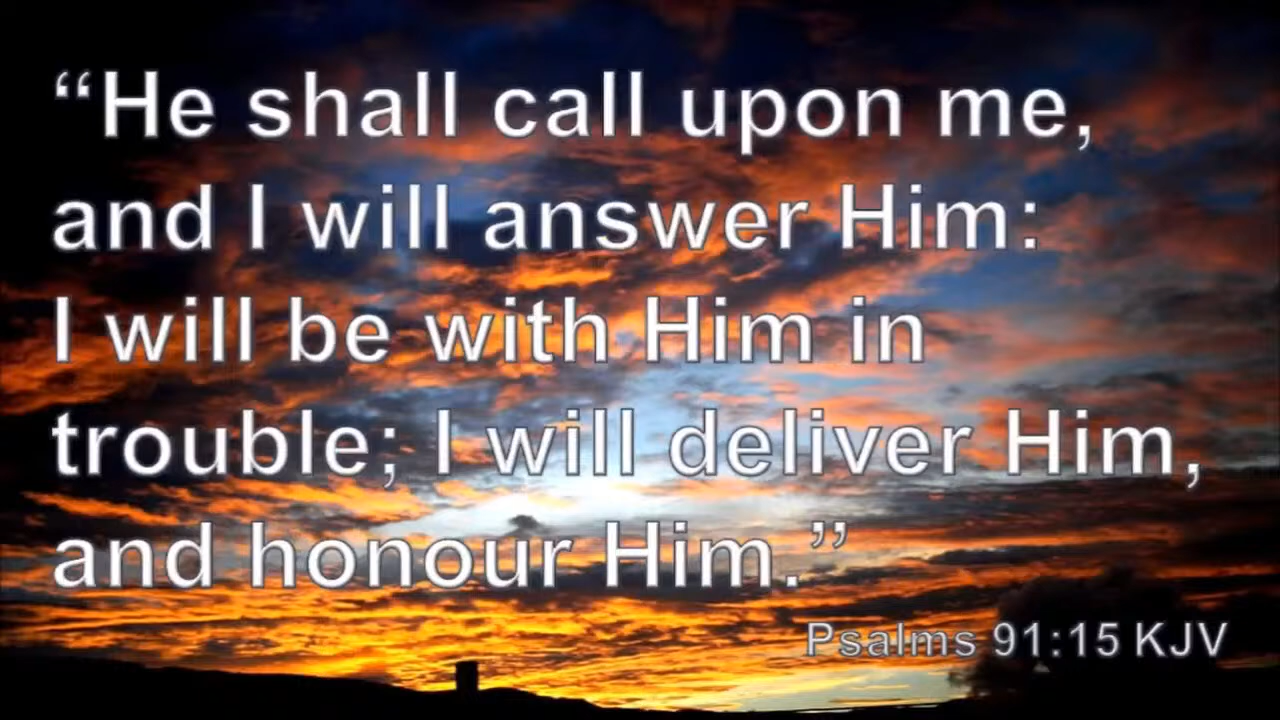 “He shall call upon me,
and I will answer Him:
I will be with Him in
trouble; I will deliver Him,
and honour Him.”
Psalms 91:15 KJV